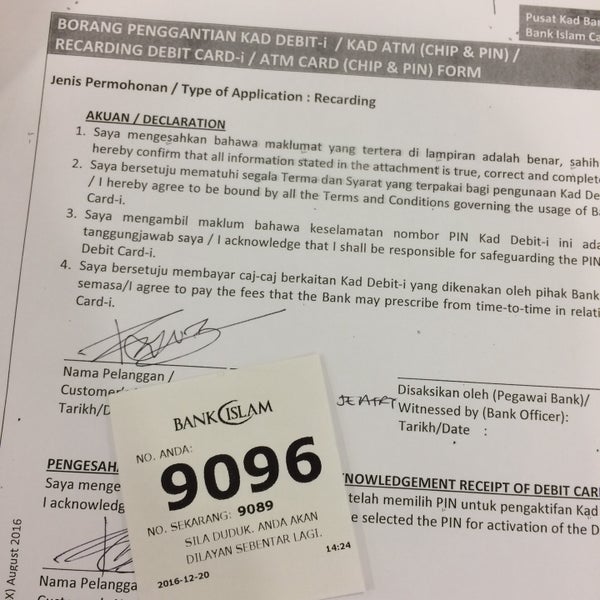 Pusat Kad Ban
Bank Islam Ca
BORANG PENGGANTIAN KAD DEBIT-i / KAD ATM (CHIP & PIN) /
RECARDING DEBIT CARD-i / ATM CARD (CHIP & PIN) FORM
Jenis Permohonan / Type of Application : Recarding
AKUAN / DECLARATION
1. Saya mengesahkan bahawa maklumat yang tertera di lampiran adalah benar, sahih
hereby confirm that all information stated in the attachment is true, correct and complete
2. Saya bersetuju mematuhi segala Terma dan Syarat yang terpakai bagi pengunaan Kad De
/ I hereby agree to be bound by all the Terms and Conditions governing the usage of Ba
Card-i.
3. Saya mengambil maklum bahawa keselamatan nombor PIN Kad Debit-i ini ada
tanggungjawab saya / I acknowledge that I shall be responsible for safeguarding the PIN
Debit Card-i.
4. Saya bersetuju membayar caj-caj berkaitan Kad Debit-i yang dikenakan oleh pihak Bank
semasa/I agree to pay the fees that the Bank may prescribe from time-to-time in relati
Card-i.
Nama Pelanggan /
Customer
Tarikh/D
Disaksikan oleh (Pegawai Bank)/
Witnessed by (Bank Officer):
Tarikh/Date :
BANK ISLAM
NO. ANDA:
9096
NO. SEKARANG: 9089
SILA DUDUK. ANDA AKAN
DILAYAN SEBENTAR LAGI.
2016-12-20 14:24
PENGESAHA
NOWLEDGEMENT RECEIPT OF DEBIT CAR
Saya menge
telah memilih PIN untuk pengaktifan Kad
I acknowledg
e selected the PIN for activation of the D
Nama Pelangga
X) August 2016